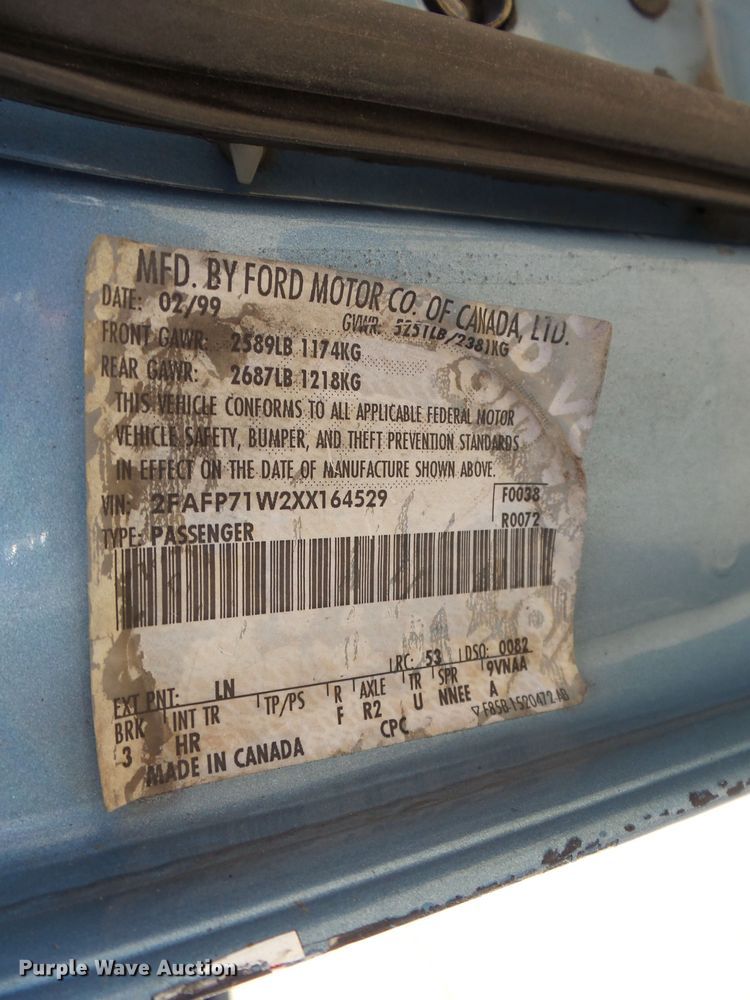 MFD. BY FORD MOTOR CO. OF CANADA, LTD.
DATE: 02/99 GVWR: 5251LB/2381KG
FRONT GAWR: 2589LB 1174KG
REAR GAWR: 2687LB 1218KG
THIS VEHICLE CONFORMS TO ALL APPLICABLE FEDERAL MOTOR
VEHICLE SAFETY, BUMPER, AND THEFT PREVENTION STANDARDS
IN EFFECT ON THE DATE OF MANUFACTURE SHOWN ABOVE.
VIN: 2FAFP71W2XX164529 F0038
TYPE: PASSENGER R0072
EXT PNT: LN RC: 53 DSO: 0082
BRK INT TR TP/PS R AXLE TR SPR 9VNAA
3 HR F R2 U NNEE A
MADE IN CANADA CPC
Purple Wave Auction